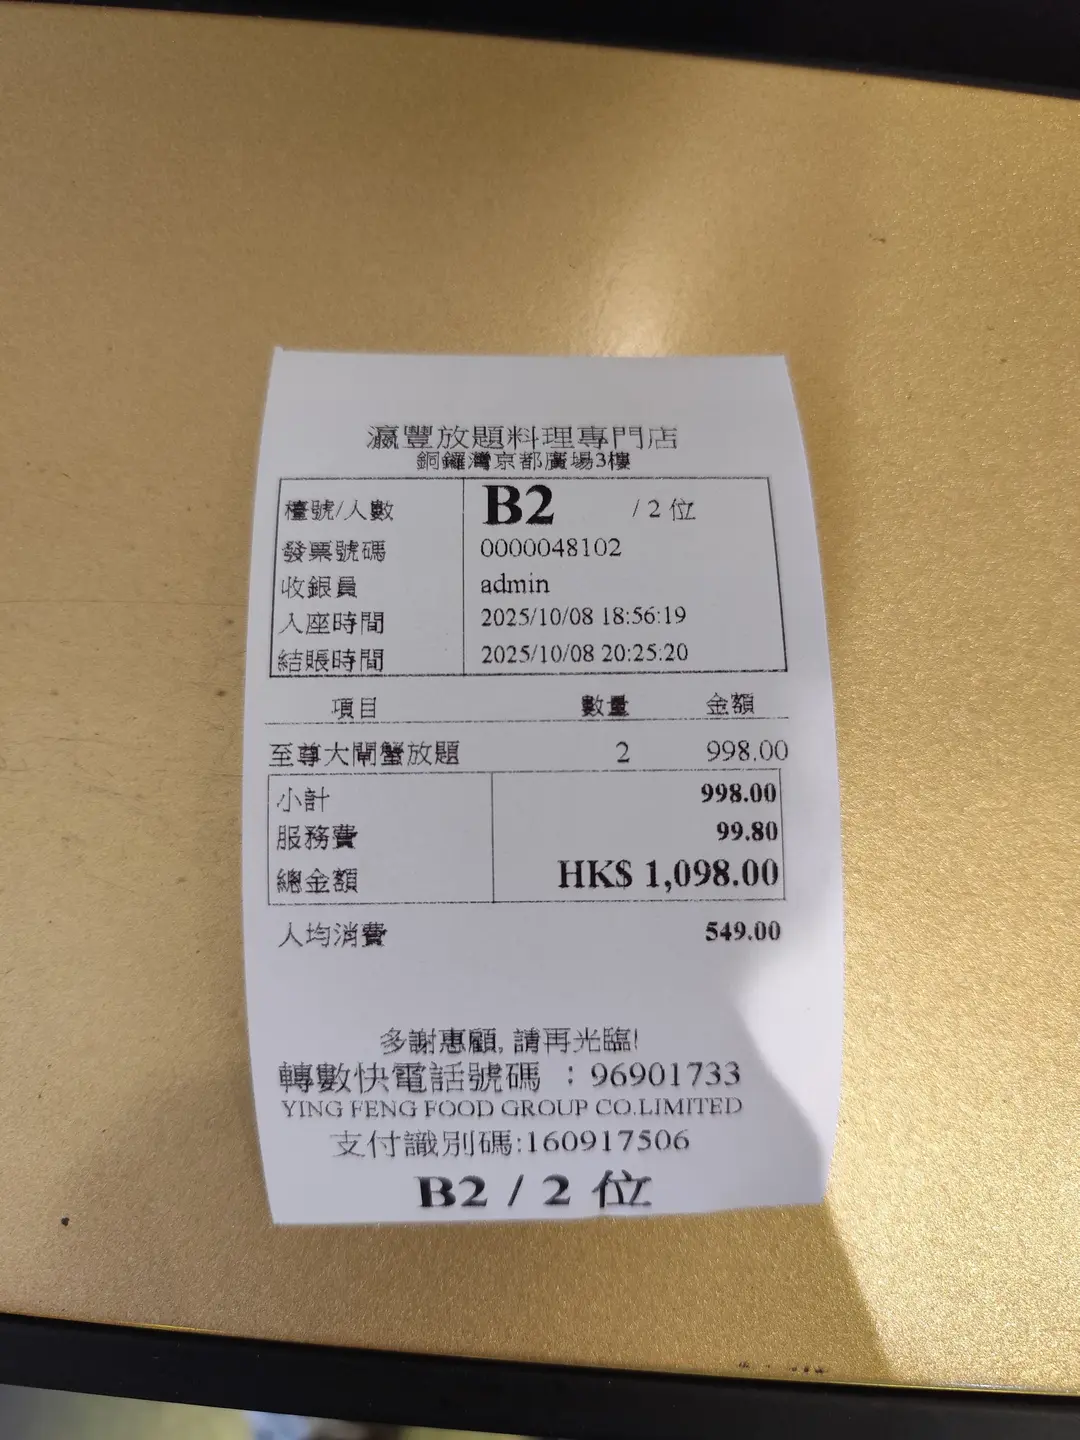 瀛豐放題料理專門店
銅鑼灣京都廣場3樓
檯號/人數 B2 / 2 位
發票號碼 0000048102
收銀員 admin
入座時間 2025/10/08 18:56:19
結賬時間 2025/10/08 20:25:20
項目 數量 金額
至尊大閘蟹放題 2 998.00
小計 998.00
服務費 99.80
總金額 HK$ 1,098.00
人均消費 549.00
多謝惠顧, 請再光臨!
轉數快電話號碼 : 96901733
YING FENG FOOD GROUP CO.LIMITED
支付識別碼:160917506
B2 / 2 位